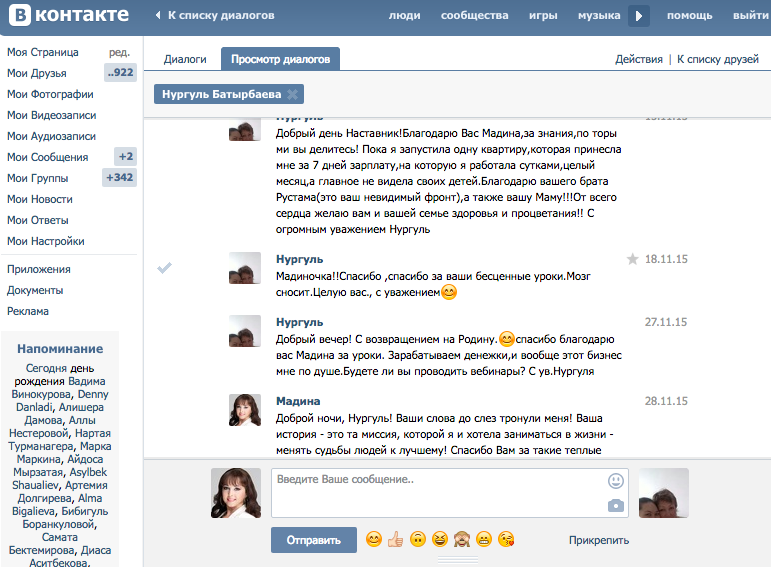 В контакте
К списку диалогов
люди сообщества игры музыка помощь выйти
Моя Страница ред.
Мои Друзья ..922
Мои Фотографии
Мои Видеозаписи
Мои Аудиозаписи
Мои Сообщения +2
Мои Группы +342
Мои Новости
Мои Ответы
Мои Настройки
Приложения
Документы
Реклама
Напоминание
Сегодня день
рождения Вадима
Винокурова, Denny
Danladi, Алишера
Дамова, Аллы
Нестеровой, Нартая
Турманагера, Марка
Маркина, Айдоса
Мырзатая, Asylbek
Shaualiev, Артемия
Долгирева, Alma
Bigalieva, Бибигуль
Боранкуловой,
Самата
Бектемирова, Диаса
Аситбекова,
Диалоги Просмотр диалогов Действия | К списку друзей
Нургуль Батырбаева
Нургуль
Добрый день Наставник!Благодарю Вас Мадина,за знания,по торы
ми вы делитесь! Пока я запустила одну квартиру,которая принесла
мне за 7 дней зарплату,на которую я работала сутками,целый
месяц,а главное не видела своих детей.Благодарю вашего брата
Рустама(это ваш невидимый фронт),а также вашу Маму!!!От всего
сердца желаю вам и вашей семье здоровья и процветания!! С
огромным уважением Нургуль
Нургуль 18.11.15
Мадиночка!!Спасибо ,спасибо за ваши бесценные уроки.Мозг
сносит.Целую вас., с уважением😊
Нургуль 27.11.15
Добрый вечер! С возвращением на Родину.😊спасибо благодарю
вас Мадина за уроки. Зарабатываем денежки,и вообще этот бизнес
мне по душе.Будете ли вы проводить вебинары? С ув.Нургуля
Мадина 28.11.15
Доброй ночи, Нургуль! Ваши слова до слез тронули меня! Ваша
история - это та миссия, которой я и хотела заниматься в жизни -
менять судьбы людей к лучшему! Спасибо Вам за такие теплые
Введите Ваше сообщение..
Отправить Прикрепить